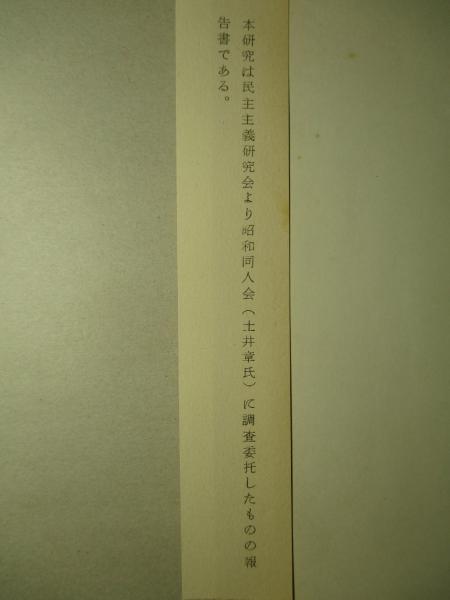 本研究は民主主義研究会より昭和同人会（土井章氏）に調査委托したものの報
告書である。